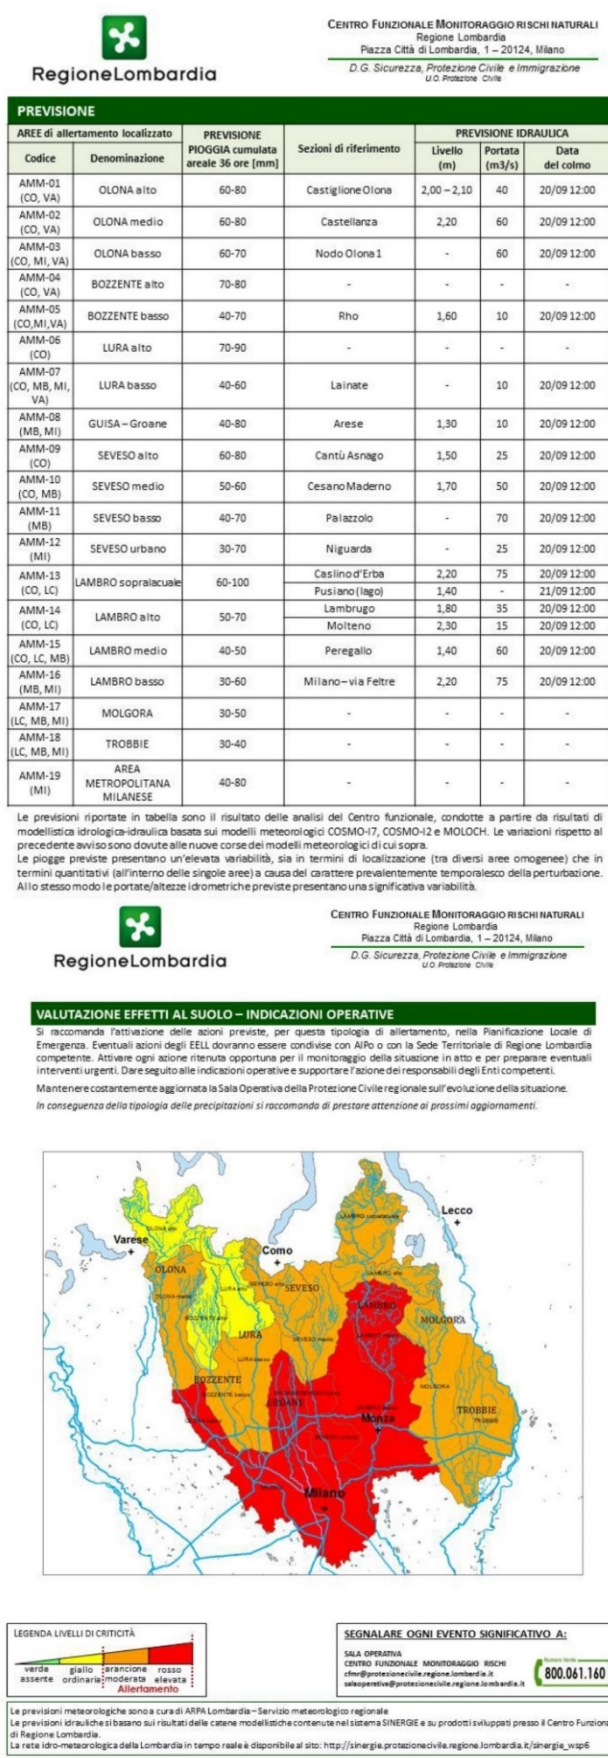 RegioneLombardia
CENTRO FUNZIONALE MONITORAGGIO RISCHI NATURALI
Regione Lombardia
Piazza Città di Lombardia, 1 – 20124, Milano
D.G. Sicurezza, Protezione Civile e Immigrazione
U.O. Protezione Civile
PREVISIONE
AREE di allertamento localizzato
PREVISIONE PIOGGIA cumulata areale 36 ore [mm]
Sezioni di riferimento
PREVISIONE IDRAULICA
Codice Denominazione Livello (m) Portata (m3/s) Data del colmo
AMM-01 (CO, VA) OLONA alto 60-80 Castiglione Olona 2,00 – 2,10 40 20/09 12:00
AMM-02 (CO, VA) OLONA medio 60-80 Castellanza 2,20 60 20/09 12:00
AMM-03 (CO, MI, VA) OLONA basso 60-70 Nodo Olona 1 - 60 20/09 12:00
AMM-04 (CO, VA) BOZZENTE alto 70-80 - - - -
AMM-05 (CO,MI,VA) BOZZENTE basso 40-70 Rho 1,60 10 20/09 12:00
AMM-06 (CO) LURA alto 70-90 - - - -
AMM-07 (CO, MB, MI, VA) LURA basso 40-60 Lainate - 10 20/09 12:00
AMM-08 (MB, MI) GUISA – Groane 40-80 Arese 1,30 10 20/09 12:00
AMM-09 (CO) SEVESO alto 60-80 Cantù Asnago 1,50 25 20/09 12:00
AMM-10 (CO, MB) SEVESO medio 50-60 Cesano Maderno 1,70 50 20/09 12:00
AMM-11 (MB) SEVESO basso 40-70 Palazzolo - 70 20/09 12:00
AMM-12 (MI) SEVESO urbano 30-70 Niguarda - 25 20/09 12:00
AMM-13 (CO, LC) LAMBRO sopralacuale 60-100 Caslino d'Erba 2,20 75 20/09 12:00
Pusiano (lago) 1,40 - 21/09 12:00
AMM-14 (CO, LC) LAMBRO alto 50-70 Lambrugo 1,80 35 20/09 12:00
Molteno 2,30 15 20/09 12:00
AMM-15 (CO, LC, MB) LAMBRO medio 40-50 Peregallo 1,40 60 20/09 12:00
AMM-16 (MB, MI) LAMBRO basso 30-60 Milano – via Feltre 2,20 75 20/09 12:00
AMM-17 (LC, MB, MI) MOLGORA 30-50 - - - -
AMM-18 (LC, MB, MI) TROBBIE 30-40 - - - -
AMM-19 (MI) AREA METROPOLITANA MILANESE 40-80 - - - -
Le previsioni riportate in tabella sono il risultato delle analisi del Centro funzionale, condotte a partire da risultati di
modellistica idrologica-idraulica basata sui modelli meteorologici COSMO-I7, COSMO-I2 e MOLOCH. Le variazioni rispetto al
precedente avviso sono dovute alle nuove corse dei modelli meteorologici di cui sopra.
Le piogge previste presentano un'elevata variabilità, sia in termini di localizzazione (tra diversi aree omogenee) che in
termini quantitativi (all'interno delle singole aree) a causa del carattere prevalentemente temporalesco della perturbazione.
Allo stesso modo le portate/altezze idrometriche previste presentano una significativa variabilità.
RegioneLombardia
CENTRO FUNZIONALE MONITORAGGIO RISCHI NATURALI
Regione Lombardia
Piazza Città di Lombardia, 1 – 20124, Milano
D.G. Sicurezza, Protezione Civile e Immigrazione
U.O. Protezione Civile
VALUTAZIONE EFFETTI AL SUOLO – INDICAZIONI OPERATIVE
Si raccomanda l'attivazione delle azioni previste, per questa tipologia di allertamento, nella Pianificazione Locale di
Emergenza. Eventuali azioni degli EELL dovranno essere condivise con AIPo o con la Sede Territoriale di Regione Lombardia
competente. Attivare ogni azione ritenuta opportuna per il monitoraggio della situazione in atto e per preparare eventuali
interventi urgenti. Dare seguito alle indicazioni operative e supportare l'azione dei responsabili degli Enti competenti.
Mantenere costantemente aggiornata la Sala Operativa della Protezione Civile regionale sull'evoluzione della situazione.
In conseguenza della tipologia delle precipitazioni si raccomanda di prestare attenzione ai prossimi aggiornamenti.
Lecco
Varese
OLONA alto
Como
OLONA
SEVESO
LAMBRO
MOLGORA
LURA
SEVESO medio
BOZZENTE
BOZZENTE basso
GROANE
MOLGORA
TROBBIE
TROBBIE
Monza
Milano
LEGENDA LIVELLI DI CRITICITÀ
verde assente
giallo ordinaria
arancione moderata
rosso elevata
Allertamento
SEGNALARE OGNI EVENTO SIGNIFICATIVO A:
SALA OPERATIVA
CENTRO FUNZIONALE MONITORAGGIO RISCHI
cfmr@protezionecivile.regione.lombardia.it
salaoperativa@protezionecivile.regione.lombardia.it
Numero Verde
800.061.160
Le previsioni meteorologiche sono a cura di ARPA Lombardia – Servizio meteorologico regionale
Le previsioni idrauliche si basano sui risultati delle catene modellistiche contenute nel sistema SINERGIE e su prodotti sviluppati presso il Centro Funzion
di Regione Lombardia.
La rete idro-meteorologica della Lombardia in tempo reale è disponibile al sito: http://sinergie.protezionecivile.regione.lombardia.it/sinergie_wsp6